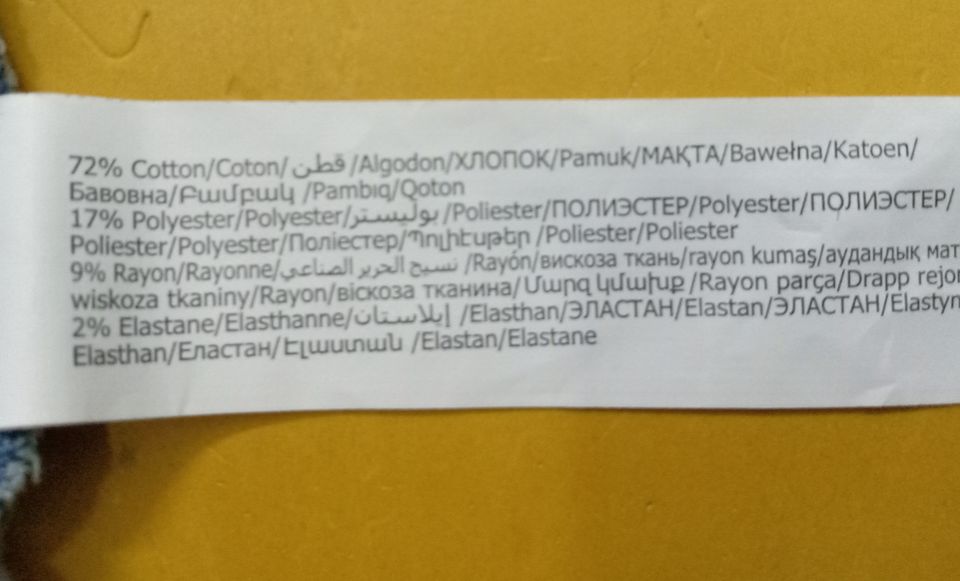 72% Cotton/Coton/قطن /Algodon/ХЛОПОК/Pamuk/МАҚТА/Bawełna/Katoen/
Бавовна/Բամբակ /Pambıq/Qoton
17% Polyester/Polyester/بوليستر /Poliester/ПОЛИЭСТЕР/Polyester/ПОЛИЭСТЕР/
Poliester/Polyester/Поліестер/Պոլիէսթեր /Poliester/Poliester
9% Rayon/Rayonne/نسيج الحرير الصناعي /Rayón/вискоза ткань/rayon kumaş/аудандық мат
wiskoza tkaniny/Rayon/віскоза тканина/Մարզ կմախք /Rayon parça/Drapp rejon
2% Elastane/Elasthanne/إيلاستان /Elasthan/ЭЛАСТАН/Elastan/ЭЛАСТАН/Elastyn
Elasthan/Еластан/Էլաստան /Elastan/Elastane